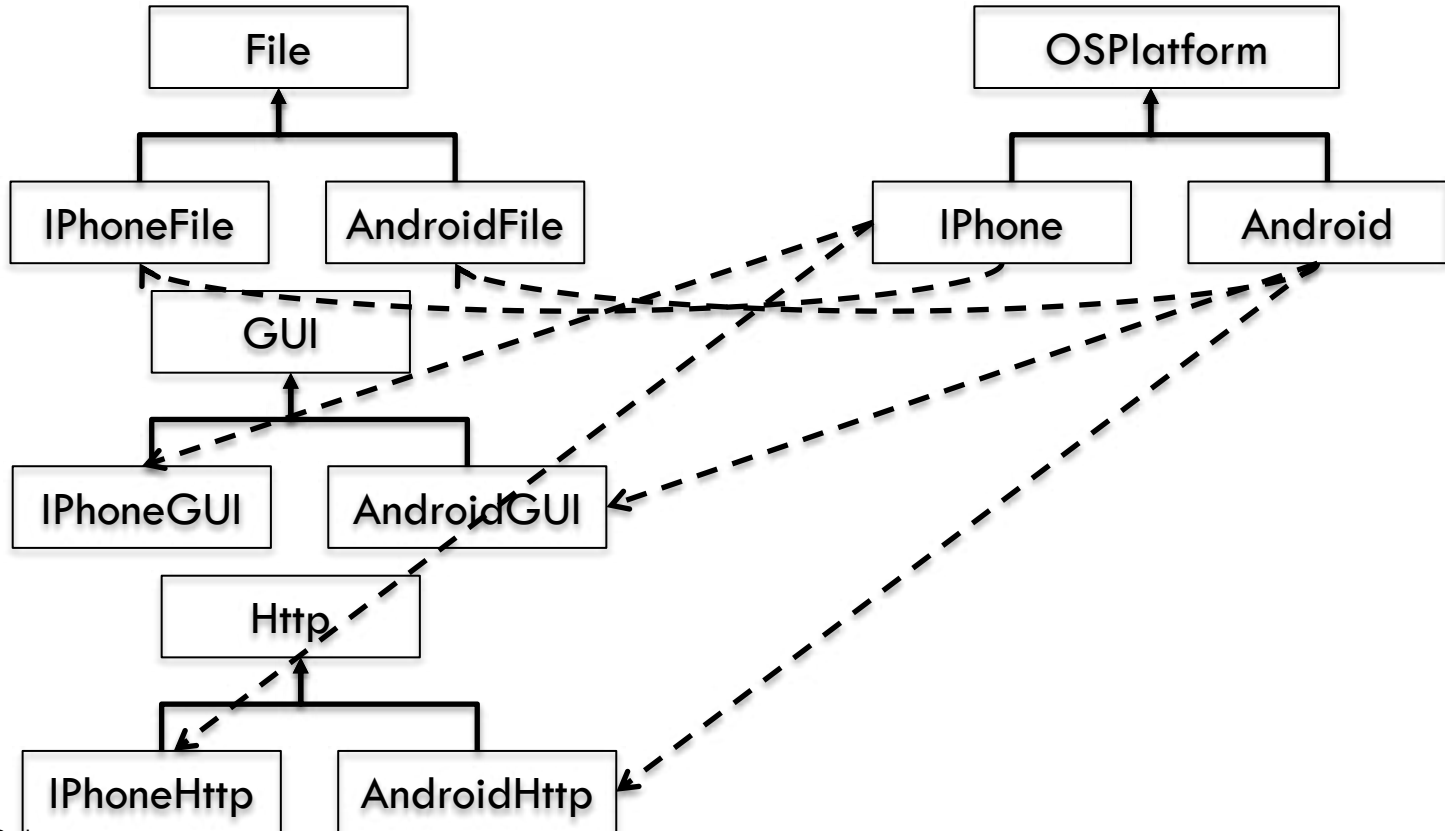 File
OSPlatform
IPhoneFile
AndroidFile
IPhone
Android
GUI
IPhoneGUI
AndroidGUI
Http
IPhoneHttp
AndroidHttp